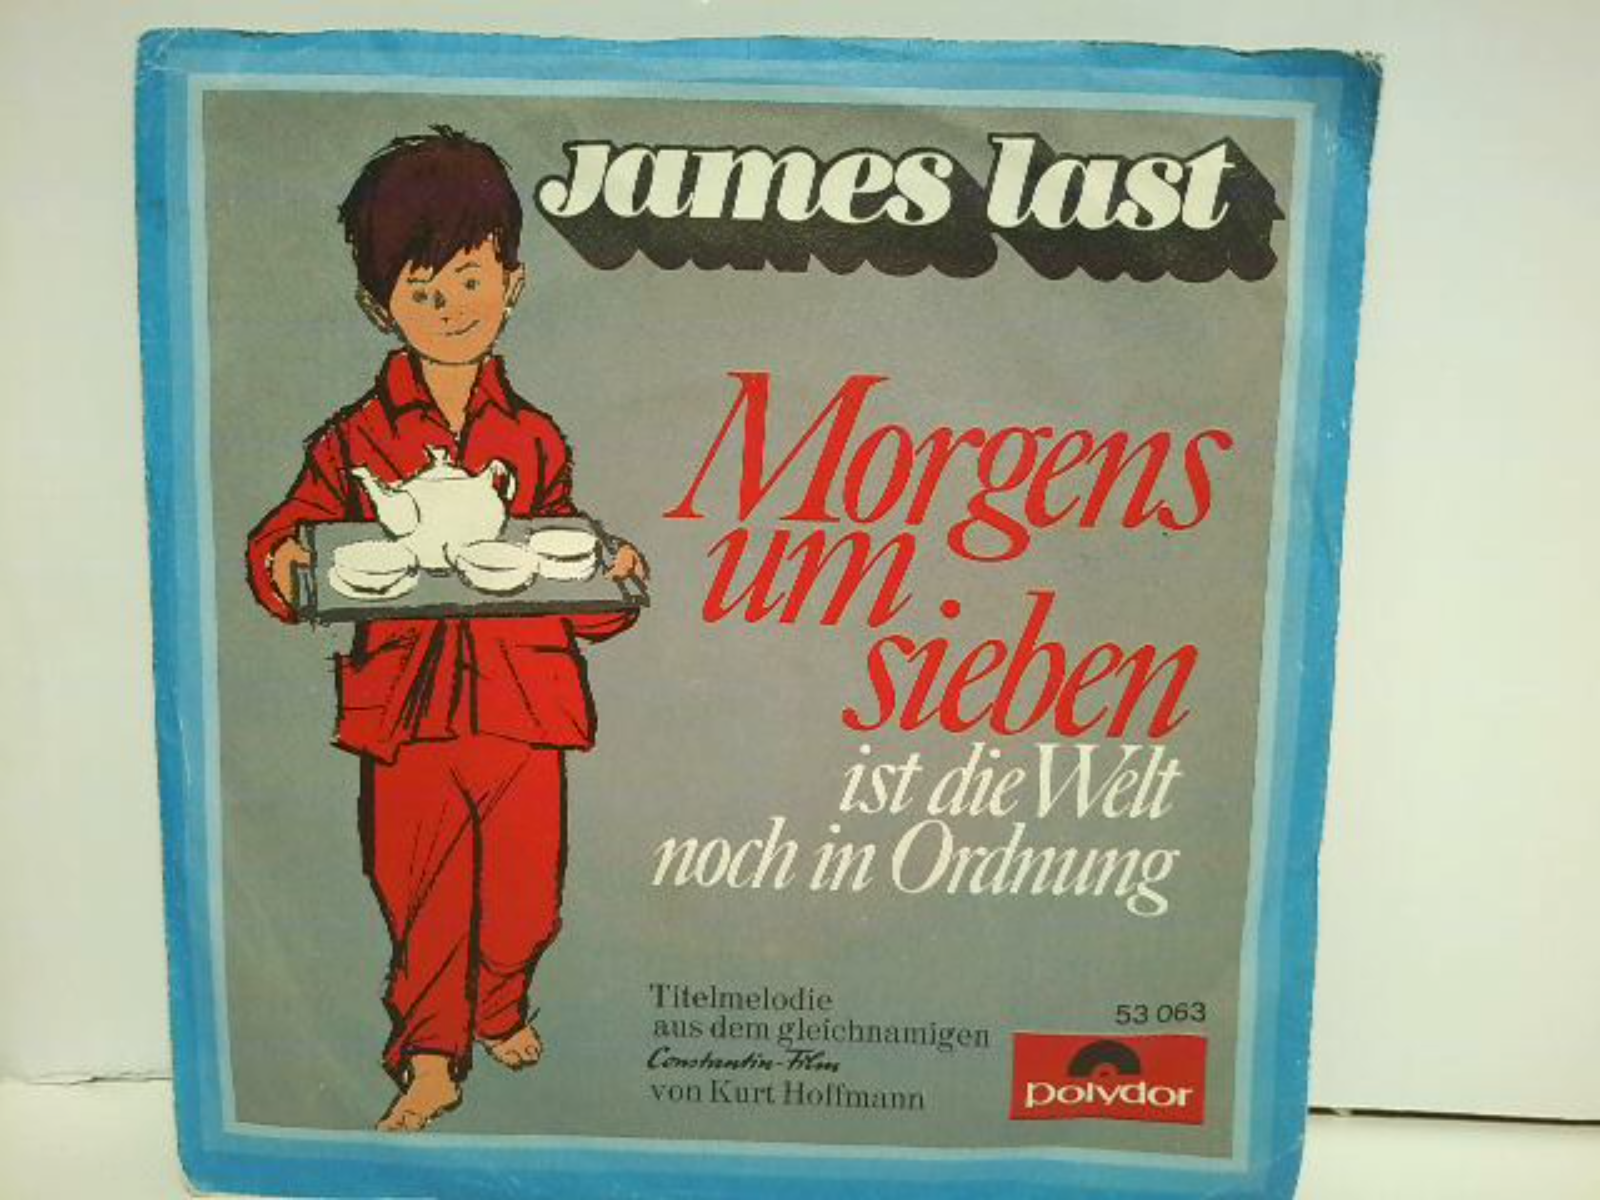 James last
Morgens
um
sieben
ist die Welt
noch in Ordnung
Titelmelodie
aus dem gleichnamigen
Constantin-Film
von Kurt Hoffmann
53 063
polydor